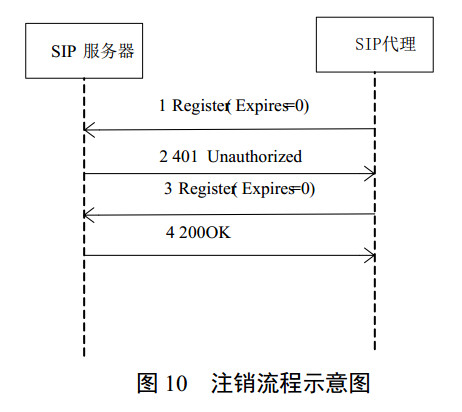 SIP 服务器
SIP代理
1 Register( Expires=0)
2 401 Unauthorized
3 Register( Expires=0)
4 200OK
图 10 注销流程示意图